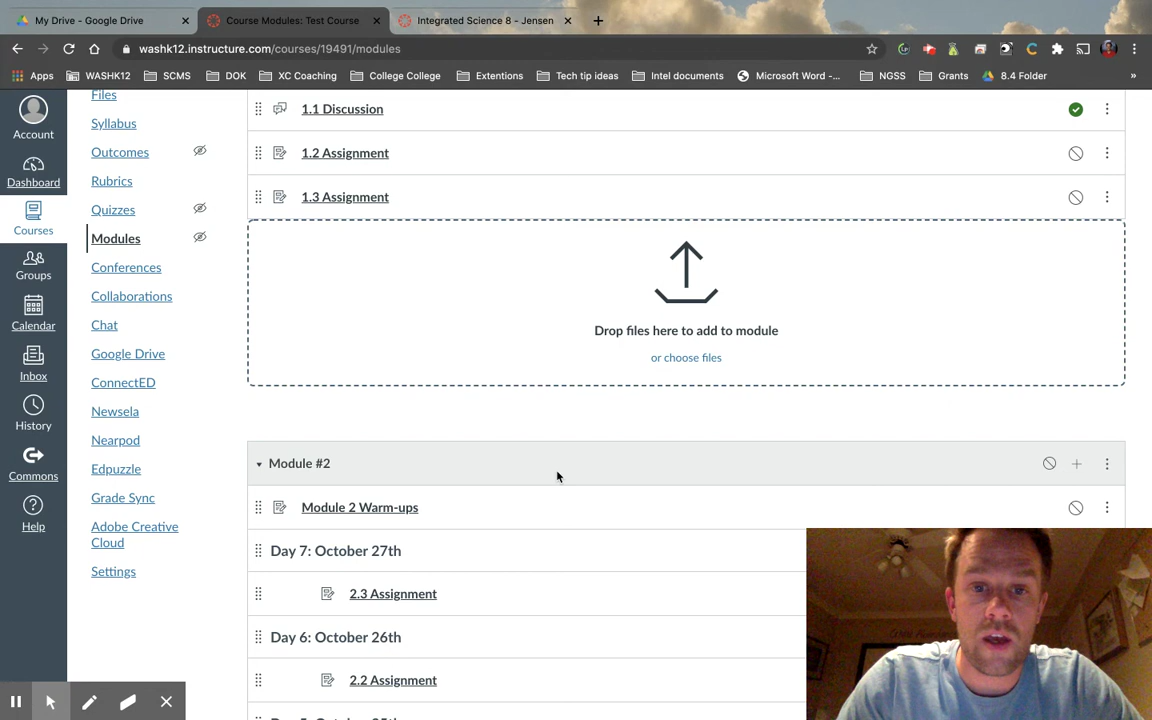 My Drive - Google Drive
Course Modules: Test Course
Integrated Science 8 - Jensen
washk12.instructure.com/courses/19491/modules
Apps
WASHK12
SCMS
DOK
XC Coaching
College College
Extentions
Tech tip ideas
Intel documents
Microsoft Word -...
NGSS
Grants
8.4 Folder
»
Account
Dashboard
Courses
Groups
Calendar
Inbox
History
Commons
Help
Files
Syllabus
Outcomes
Rubrics
Quizzes
Modules
Conferences
Collaborations
Chat
Google Drive
ConnectED
Newsela
Nearpod
Edpuzzle
Grade Sync
Adobe Creative
Cloud
Settings
1.1 Discussion
1.2 Assignment
1.3 Assignment
Drop files here to add to module
or choose files
Module #2
Module 2 Warm-ups
Day 7: October 27th
2.3 Assignment
Day 6: October 26th
2.2 Assignment